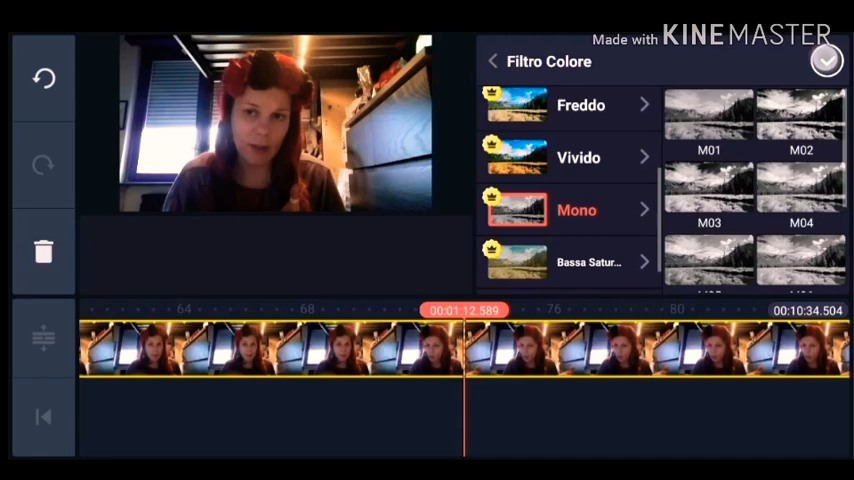 Made with KINEMASTER
Filtro Colore
Freddo
M01
M02
Vivido
Mono
M03
M04
Bassa Satur...
64
68
00:01:12.589
76
80
00:10:34.504